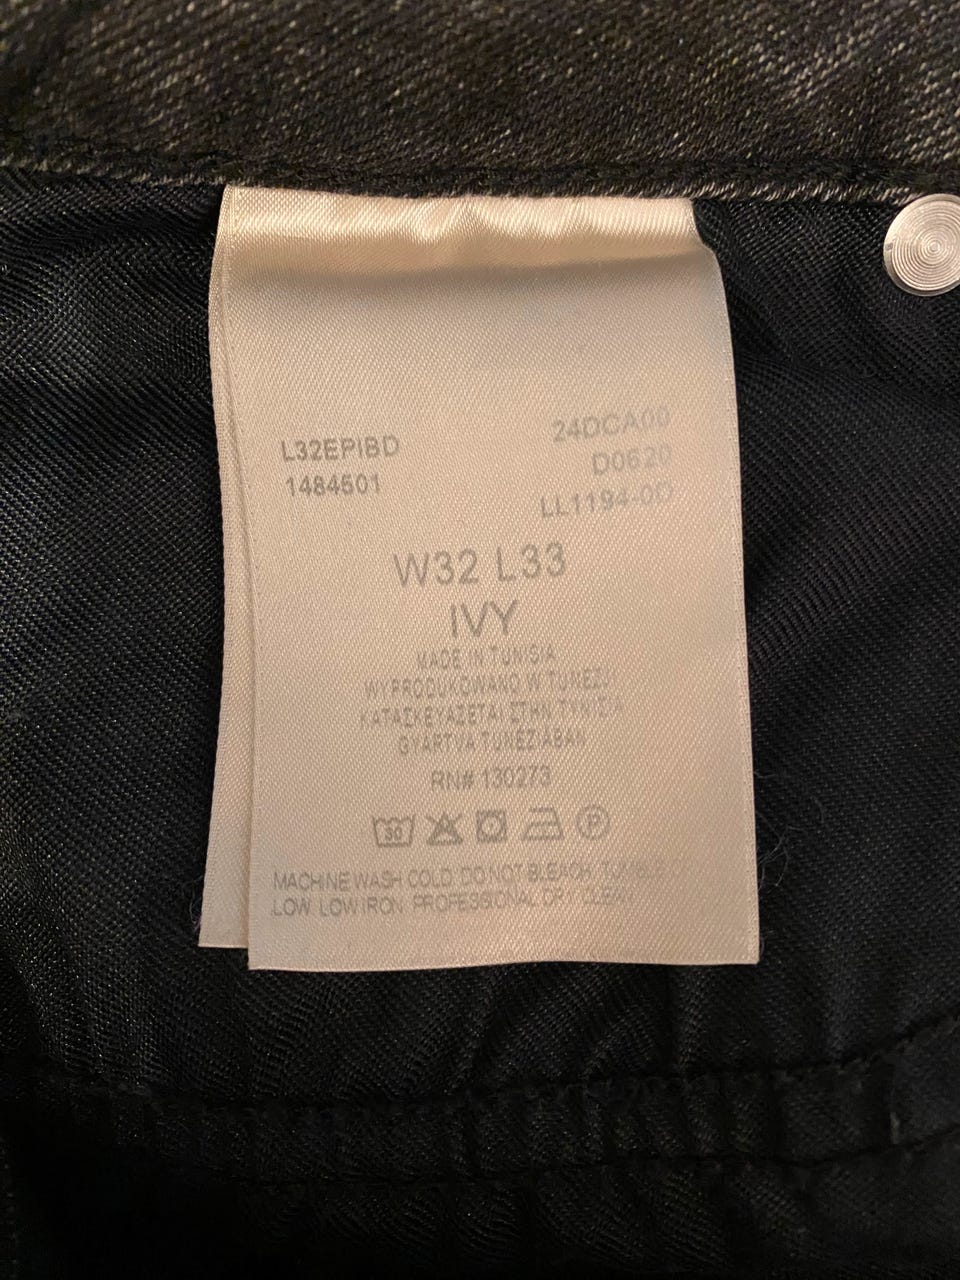 L32EPIBD
1484501
24DCA00
D0620
LL1194-0D
W32 L33
IVY
MADE IN TUNISIA
WYPRODUKOWANO W TUNEZJI
ΚΑΤΑΣΚΕΥΑΖΕΤΑΙ ΣΤΗΝ ΤΥΝΙΣΙΑ
GYÁRTVA TUNÉZIÁBAN
RN# 130273
30 P
MACHINE WASH COLD DO NOT BLEACH TUMBLE
LOW LOW IRON PROFESSIONAL DRY CLEAN